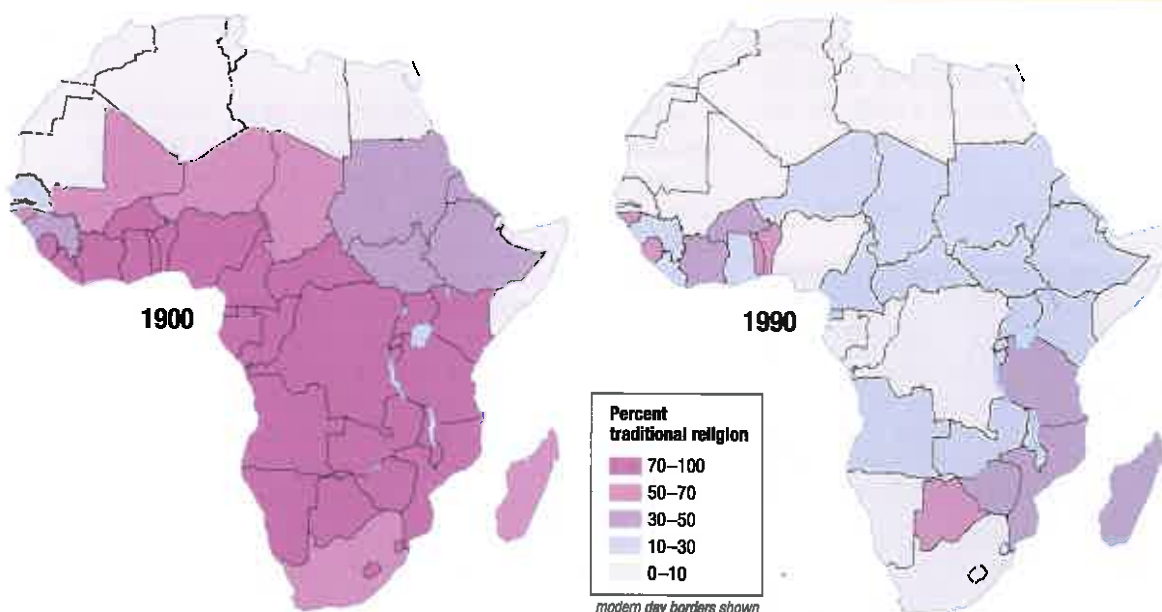 1900
1990
Percent
traditional religion
70–100
50–70
30–50
10–30
0–10
modern day borders shown